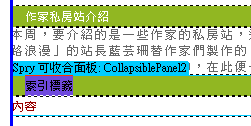 作家私房站介紹
本周，要介紹的是一些作家的私房站，
路浪漫」的站長藍芸珊替作家們製作的
Spry 可收合面板: CollapsiblePanel2 ，在此便
索引標籤
內容